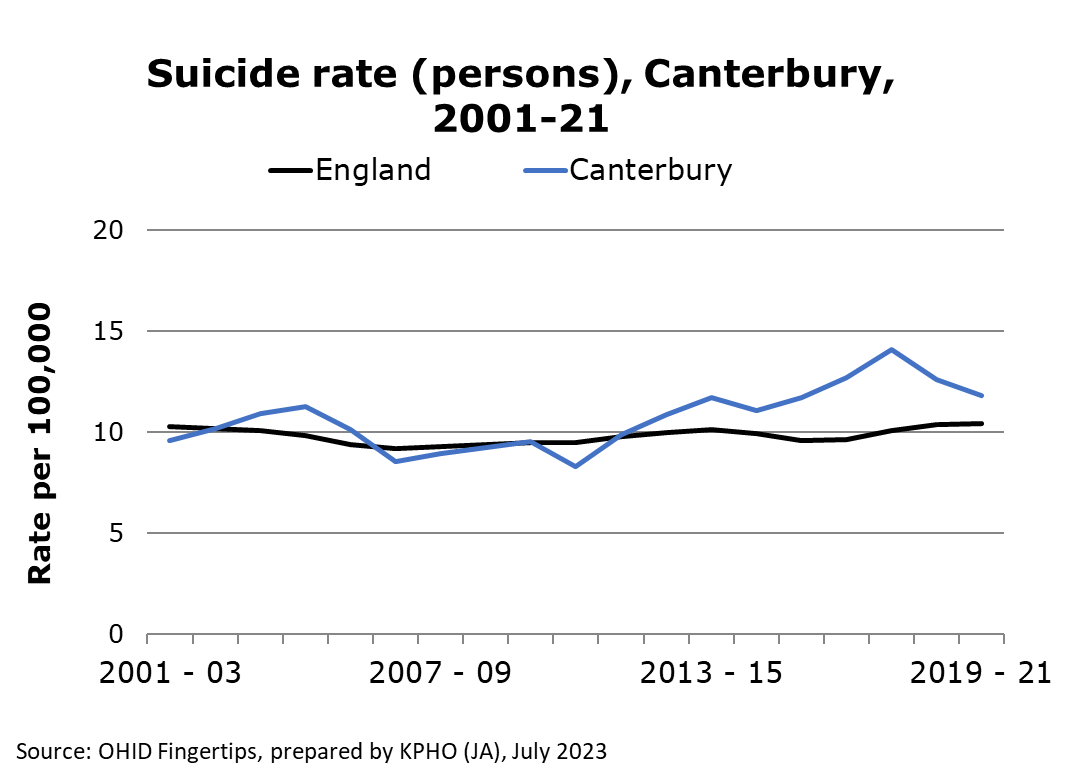 Suicide rate (persons), Canterbury,
2001-21
England Canterbury
Rate per 100,000
20
15
10
5
0
2001 - 03 2007 - 09 2013 - 15 2019 - 21
Source: OHID Fingertips, prepared by KPHO (JA), July 2023